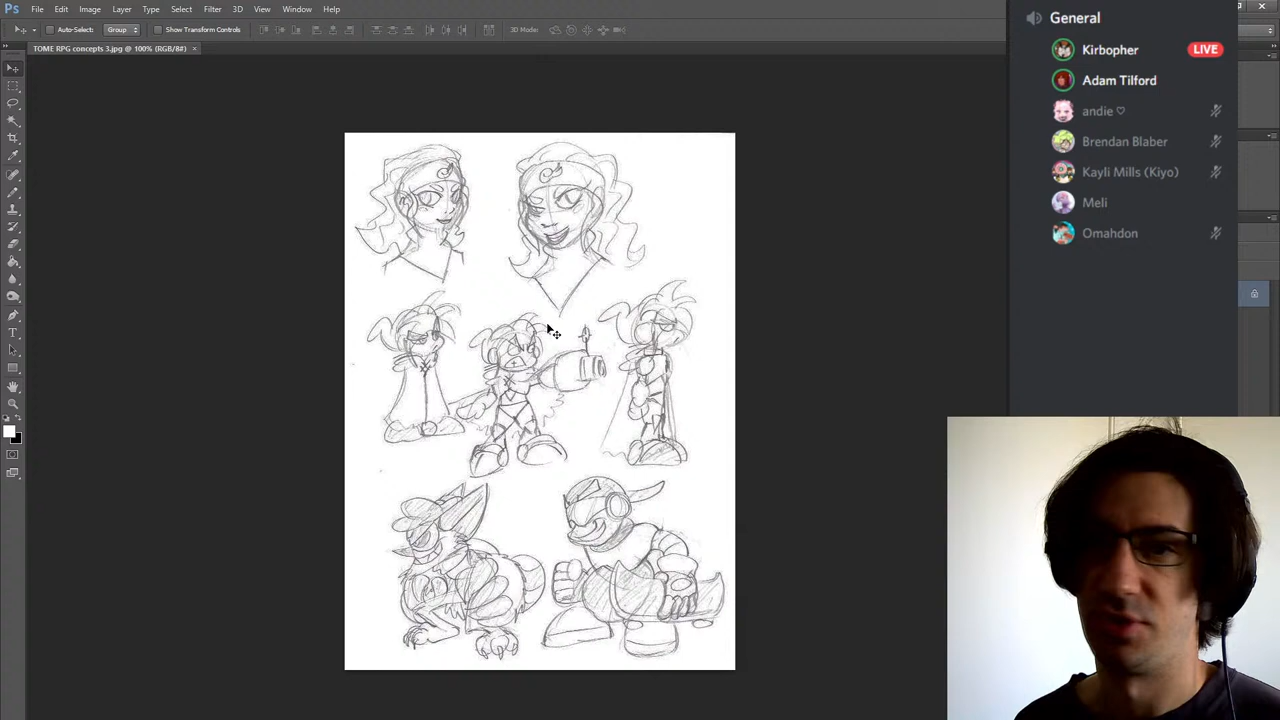 Ps File Edit Image Layer Type Select Filter 3D View Window Help
Auto-Select: Group Show Transform Controls 3D Mode:
TOME RPG concepts 3.jpg @ 100% (RGB/8#) ×
General
Kirbopher LIVE
Adam Tilford
andie ♡
Brendan Blaber
Kayli Mills (Kiyo)
Meli
Omahdon